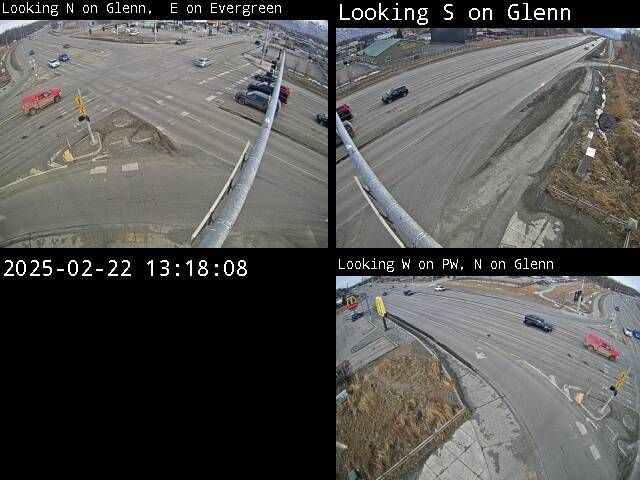 Looking N on Glenn,  E on Evergreen
Looking S on Glenn
2025-02-22 13:18:08
Looking W on PW, N on Glenn